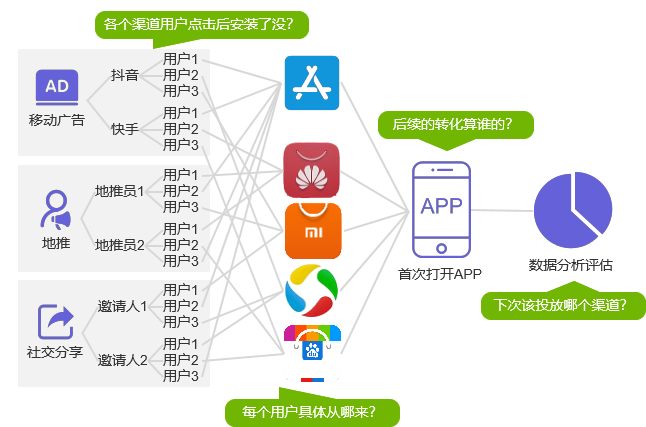 各个渠道用户点击后安装了没?
AD
移动广告
抖音
用户1
用户2
用户3
快手
用户1
用户2
用户3
地推
地推员1
用户1
用户2
用户3
地推员2
用户1
用户2
用户3
社交分享
邀请人1
用户1
用户2
用户3
邀请人2
用户1
用户2
用户3
HUAWEI
mi
du
每个用户具体从哪来?
后续的转化算谁的?
APP
首次打开APP
数据分析评估
下次该投放哪个渠道?